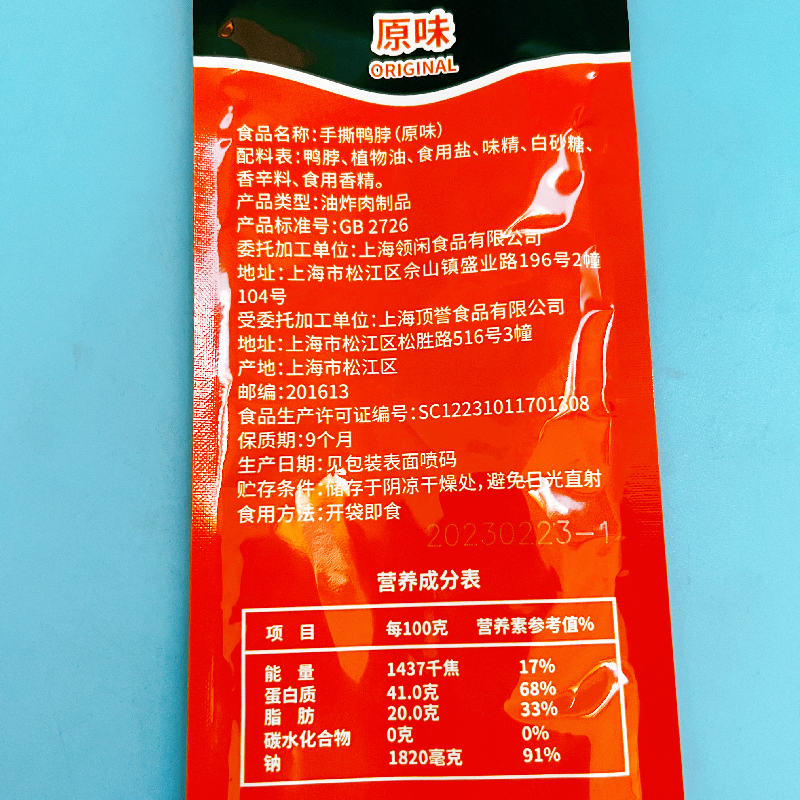 原味
ORIGINAL
食品名称:手撕鸭脖(原味)
配料表:鸭脖、植物油、食用盐、味精、白砂糖、
香辛料、食用香精。
产品类型:油炸肉制品
产品标准号:GB 2726
委托加工单位:上海领闲食品有限公司
地址:上海市松江区佘山镇盛业路196号2幢
104号
受委托加工单位:上海顶誉食品有限公司
地址:上海市松江区松胜路516号3幢
产地:上海市松江区
邮编:201613
食品生产许可证编号:SC12231011701308
保质期:9个月
生产日期:见包装表面喷码
贮存条件:储存于阴凉干燥处,避免日光直射
食用方法:开袋即食
20230223-1
营养成分表
项 目 每100克 营养素参考值%
能 量 1437千焦 17%
蛋白质 41.0克 68%
脂 肪 20.0克 33%
碳水化合物 0克 0%
钠 1820毫克 91%